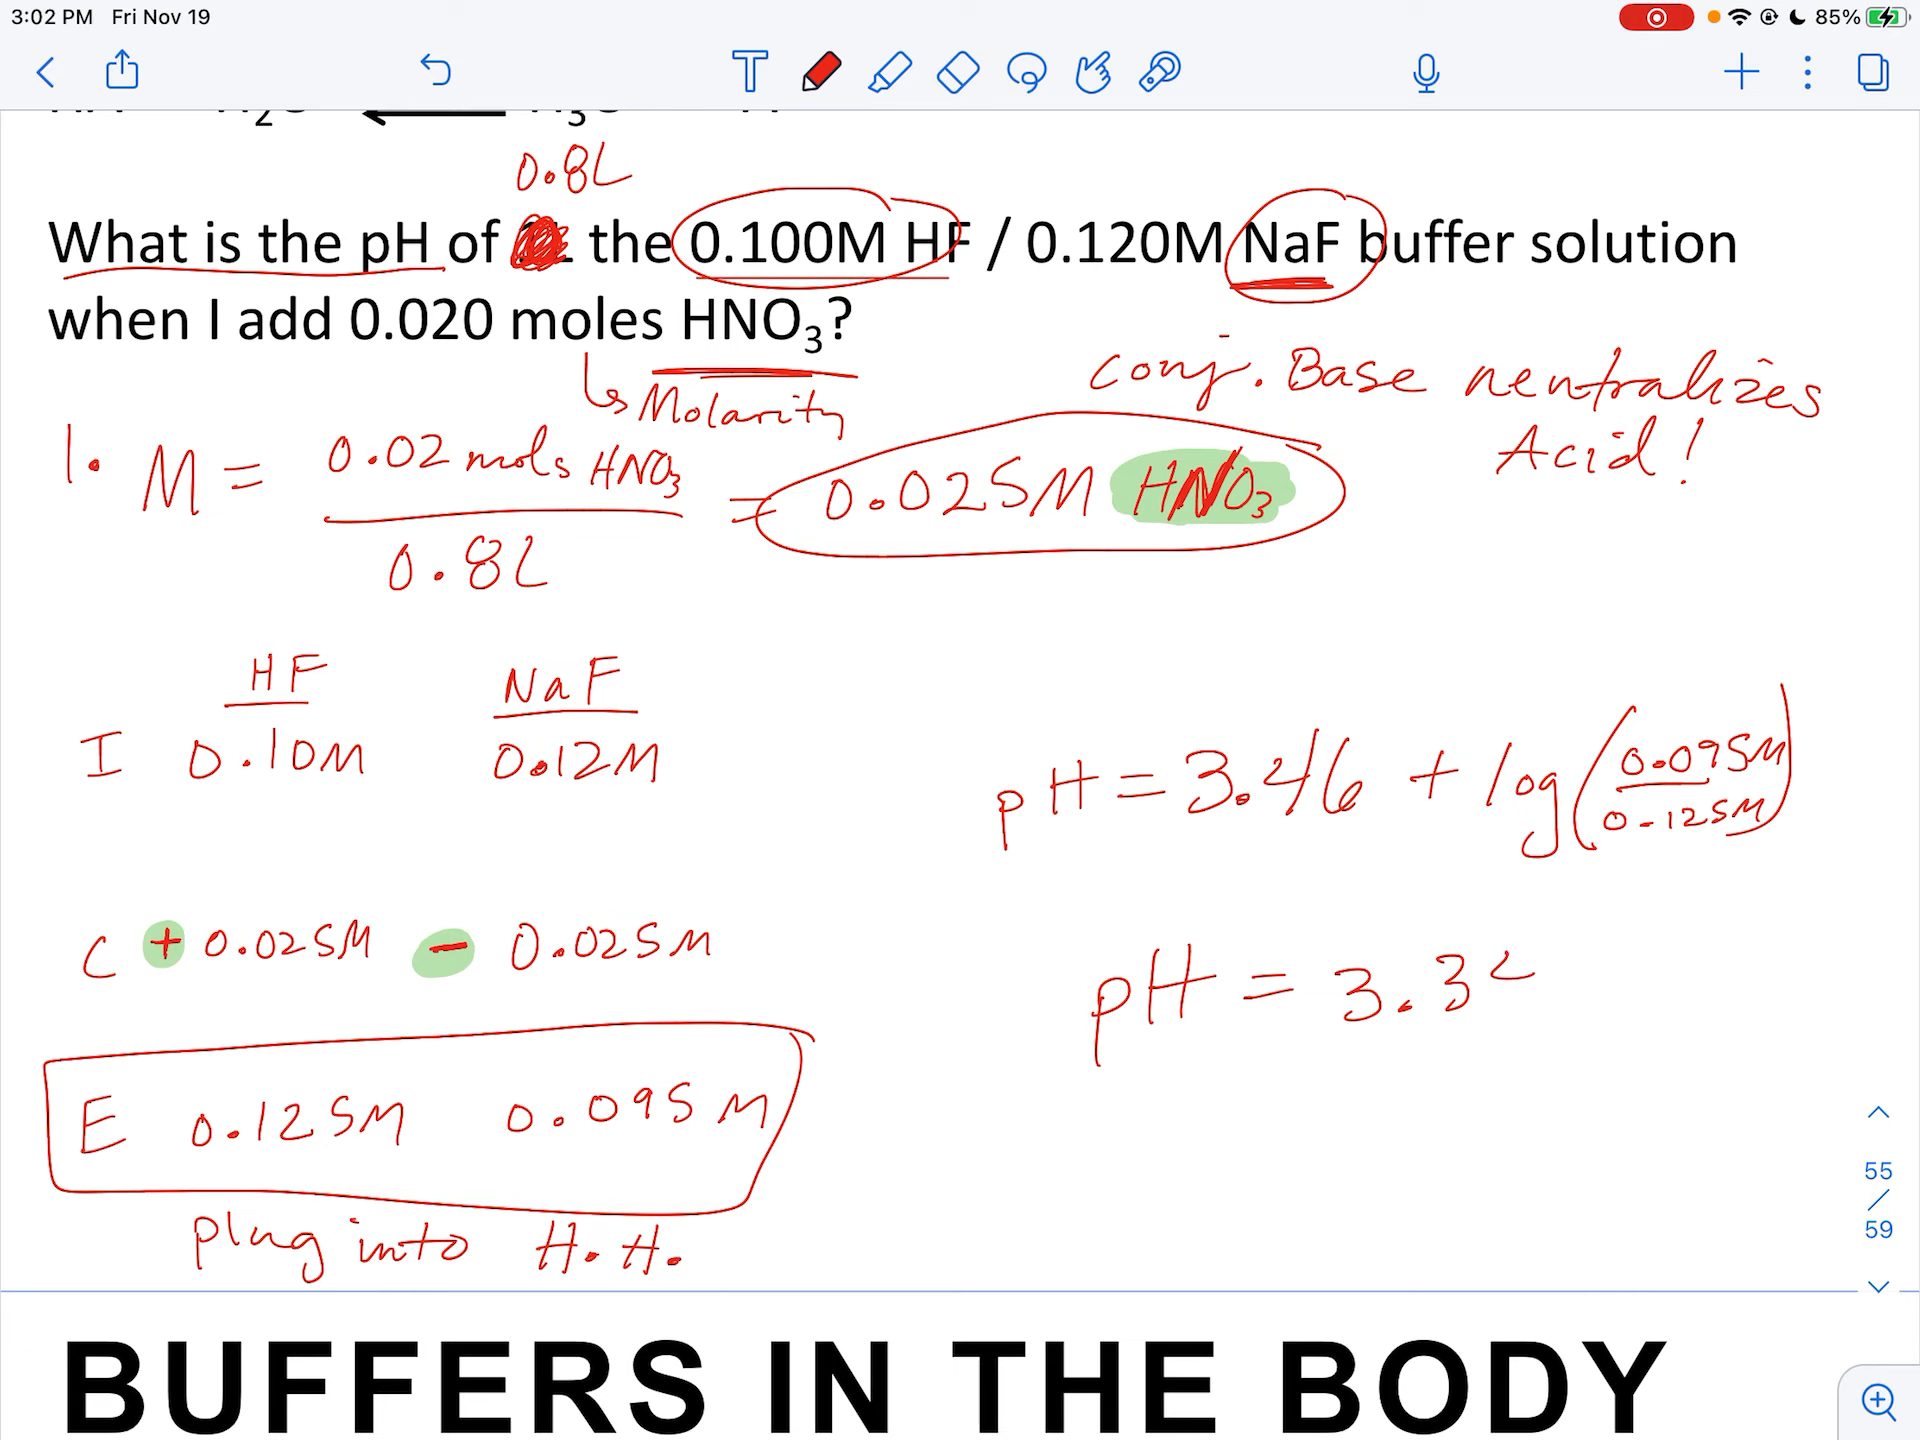 3:02 PM Fri Nov 19
85%
0.8L
What is the pH of the 0.100M HF / 0.120M NaF buffer solution
when I add 0.020 moles HNO3?
↳ Molarity
conj. Base neutralizes
Acid!
1. M = 0.02 mols HNO3 = 0.025M HNO3
0.8L
HF NaF
I 0.10M 0.12M
pH = 3.46 + log (0.095M
0.125M)
C + 0.025M - 0.025M
pH = 3.3
E 0.125M 0.095M
plug into H.H.
55
/
59
BUFFERS IN THE BODY